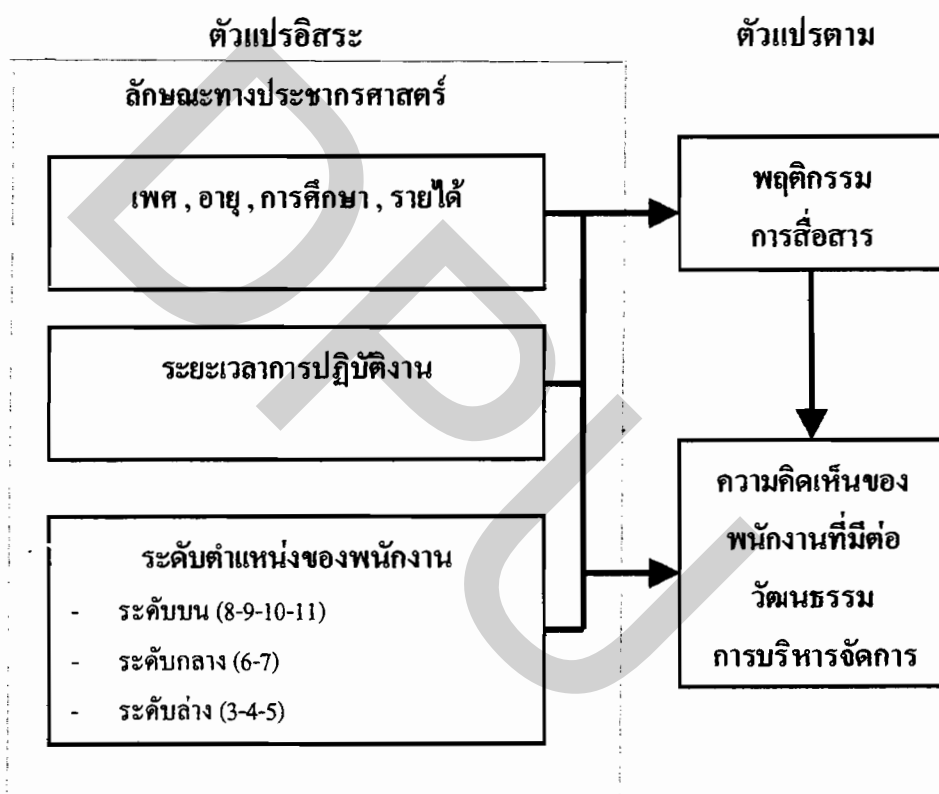 ตัวแปรอิสระ
ตัวแปรตาม
ลักษณะทางประชากรศาสตร์
เพศ , อายุ , การศึกษา , รายได้
ระยะเวลาการปฏิบัติงาน
ระดับตำแหน่งของพนักงาน
- ระดับบน (8-9-10-11)
- ระดับกลาง (6-7)
- ระดับล่าง (3-4-5)
พฤติกรรม
การสื่อสาร
ความคิดเห็นของ
พนักงานที่มีต่อ
วัฒนธรรม
การบริหารจัดการ
DPU